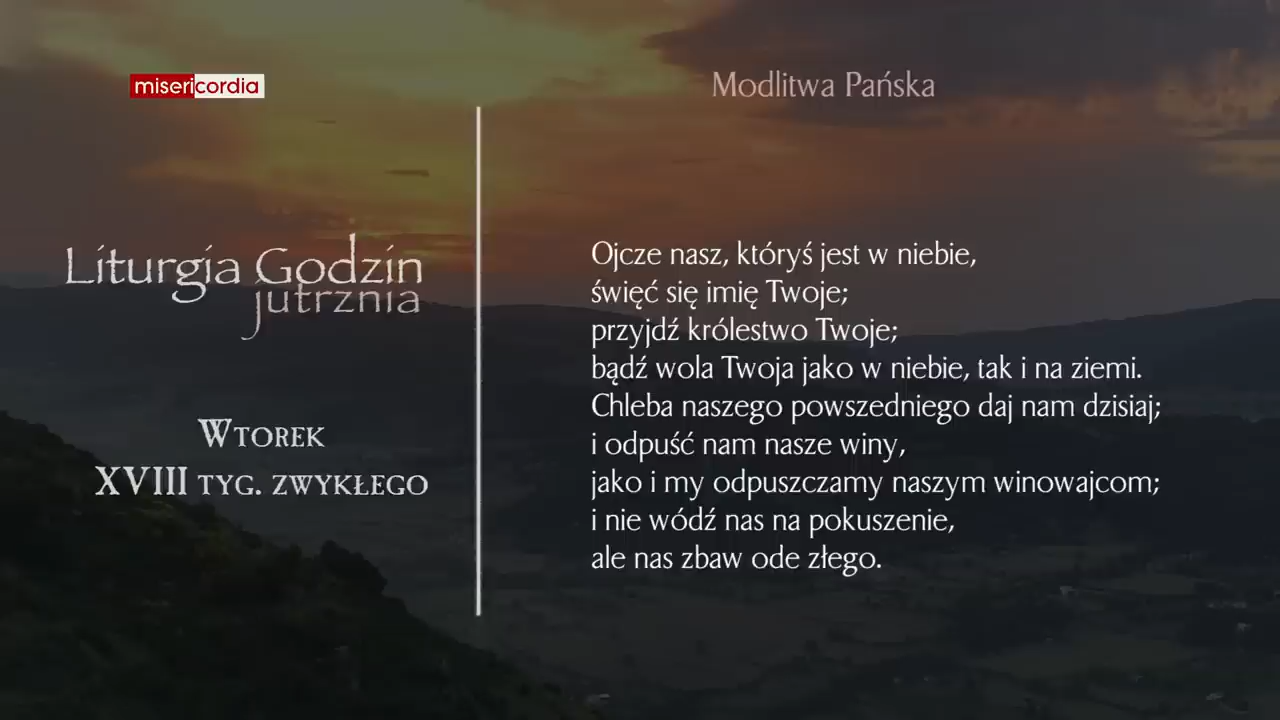 misericordia
Liturgia Godzin
jutrznia
Wtorek
XVIII tyg. zwykłego
Modlitwa Pańska
Ojcze nasz, któryś jest w niebie,
święć się imię Twoje;
przyjdź królestwo Twoje;
bądź wola Twoja jako w niebie, tak i na ziemi.
Chleba naszego powszedniego daj nam dzisiaj;
i odpuść nam nasze winy,
jako i my odpuszczamy naszym winowajcom;
i nie wódź nas na pokuszenie,
ale nas zbaw ode złego.